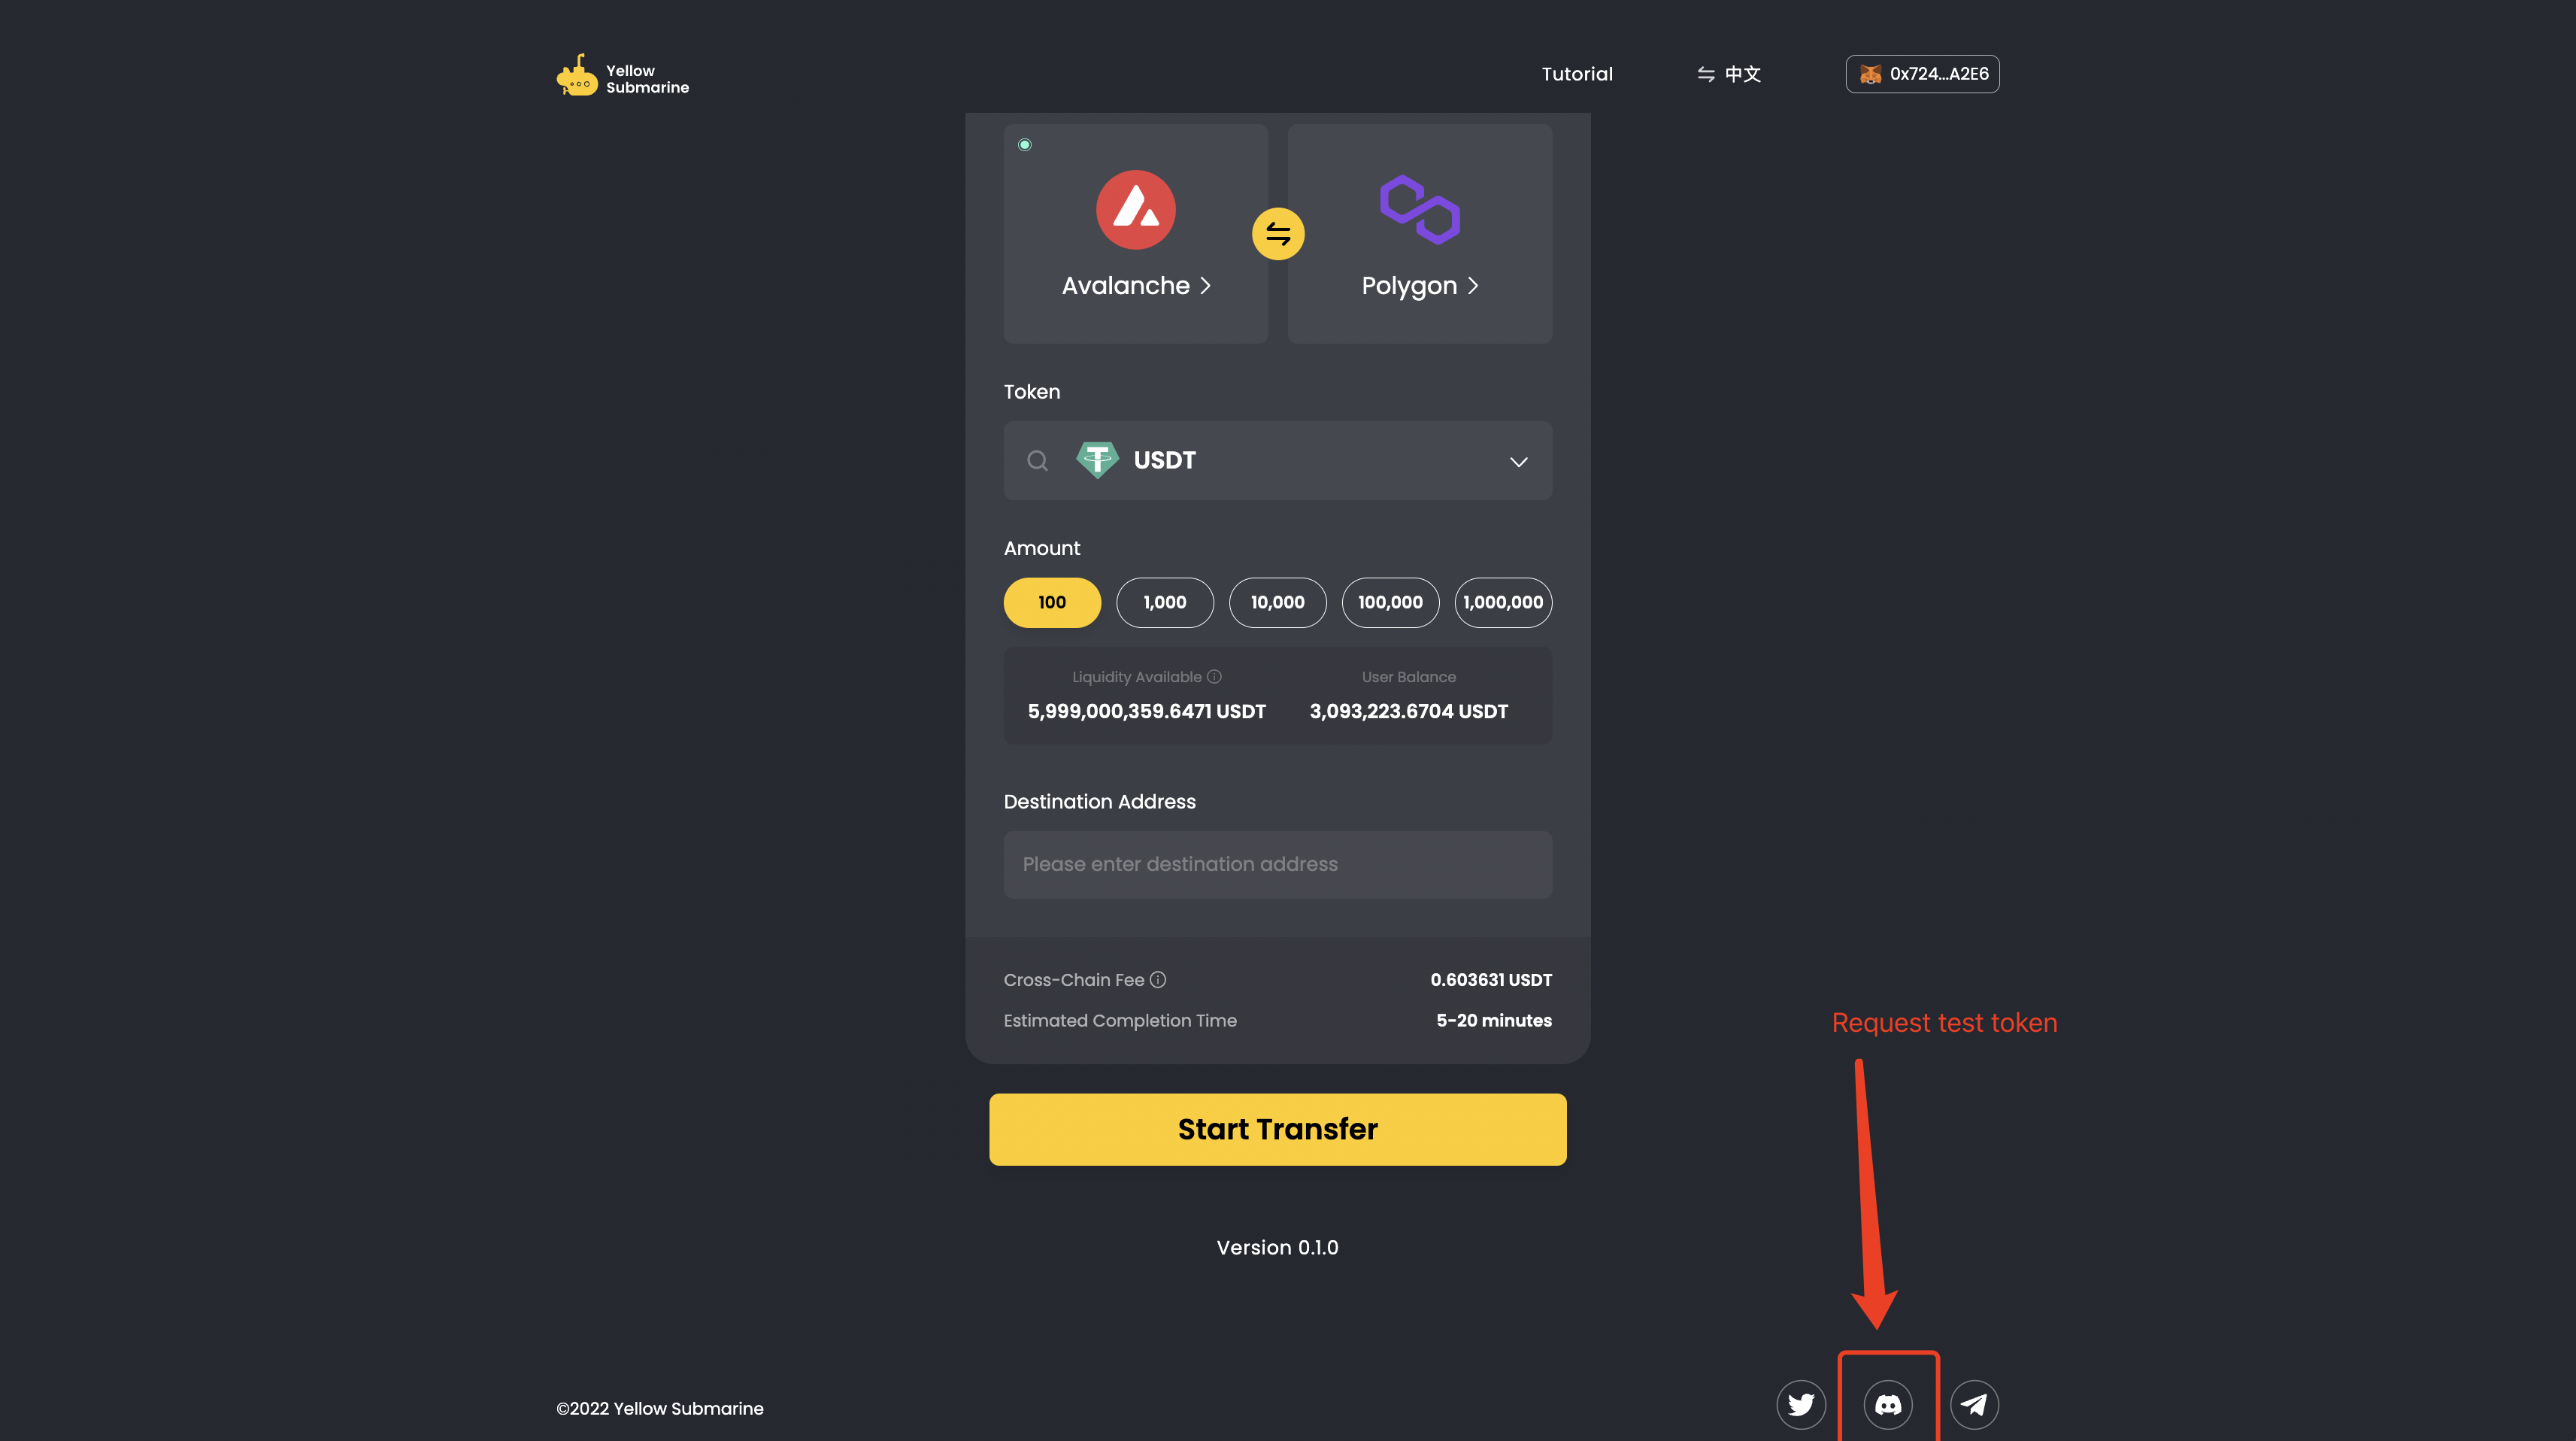 Yellow
Submarine
Tutorial
中文
0x724...A2E6
Avalanche
Polygon
Token
USDT
Amount
100
1,000
10,000
100,000
1,000,000
Liquidity Available
User Balance
5,999,000,359.6471 USDT
3,093,223.6704 USDT
Destination Address
Please enter destination address
Cross-Chain Fee
0.603631 USDT
Estimated Completion Time
5-20 minutes
Request test token
Start Transfer
Version 0.1.0
©2022 Yellow Submarine